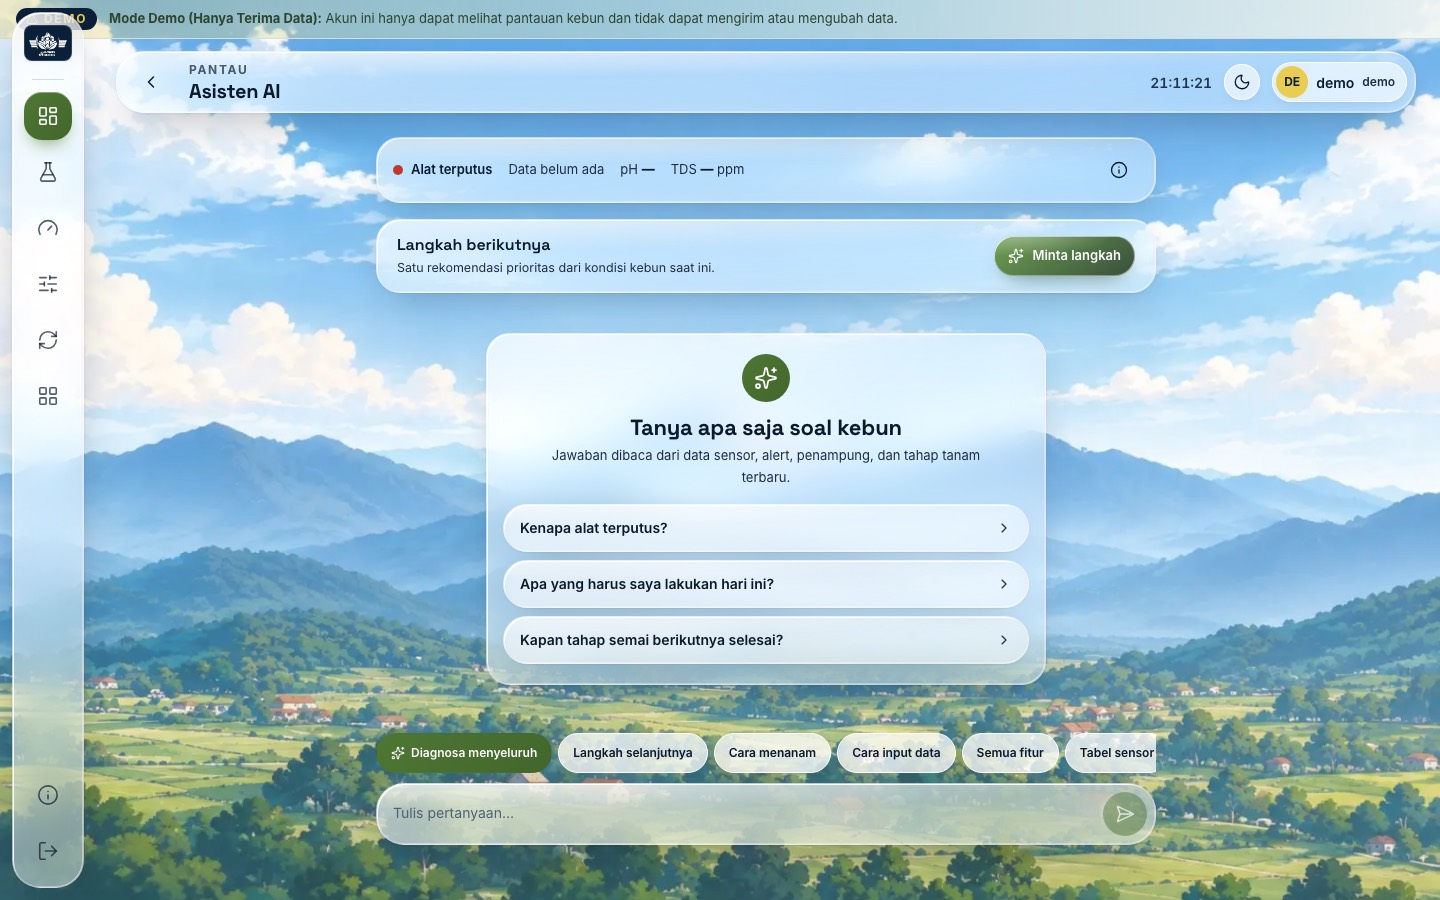 DEMO
Mode Demo (Hanya Terima Data): Akun ini hanya dapat melihat pantauan kebun dan tidak dapat mengirim atau mengubah data.
PANTAU
Asisten AI
21:11:21
DE
demo demo
Alat terputus Data belum ada pH — TDS — ppm
Langkah berikutnya
Satu rekomendasi prioritas dari kondisi kebun saat ini.
Minta langkah
Tanya apa saja soal kebun
Jawaban dibaca dari data sensor, alert, penampung, dan tahap tanam
terbaru.
Kenapa alat terputus?
Apa yang harus saya lakukan hari ini?
Kapan tahap semai berikutnya selesai?
Diagnosa menyeluruh Langkah selanjutnya Cara menanam Cara input data Semua fitur Tabel sensor
Tulis pertanyaan...